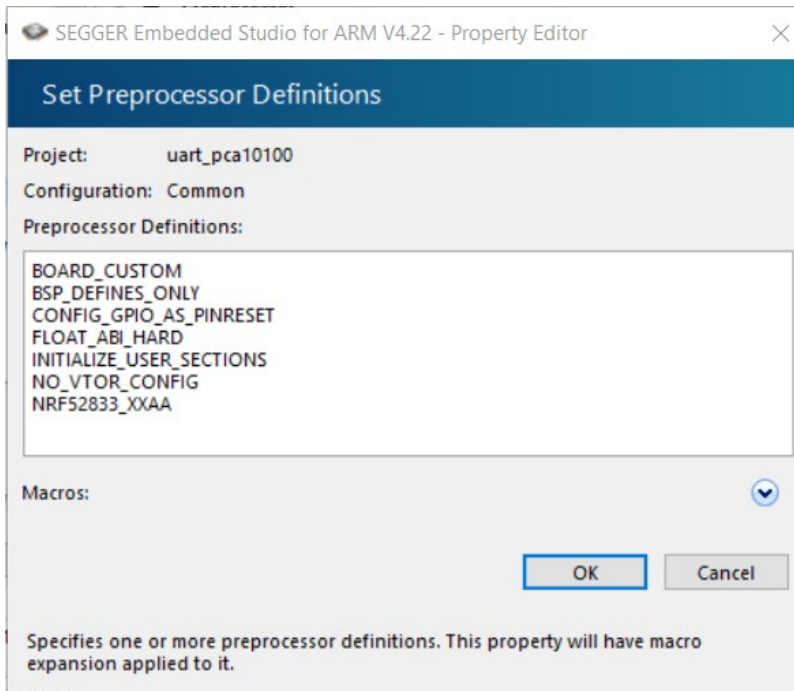 SEGGER Embedded Studio for ARM V4.22 - Property Editor
Set Preprocessor Definitions
Project: uart_pca10100
Configuration: Common
Preprocessor Definitions:
BOARD_CUSTOM
BSP_DEFINES_ONLY
CONFIG_GPIO_AS_PINRESET
FLOAT_ABI_HARD
INITIALIZE_USER_SECTIONS
NO_VTOR_CONFIG
NRF52833_XXAA
Macros:
OK Cancel
Specifies one or more preprocessor definitions. This property will have macro
expansion applied to it.